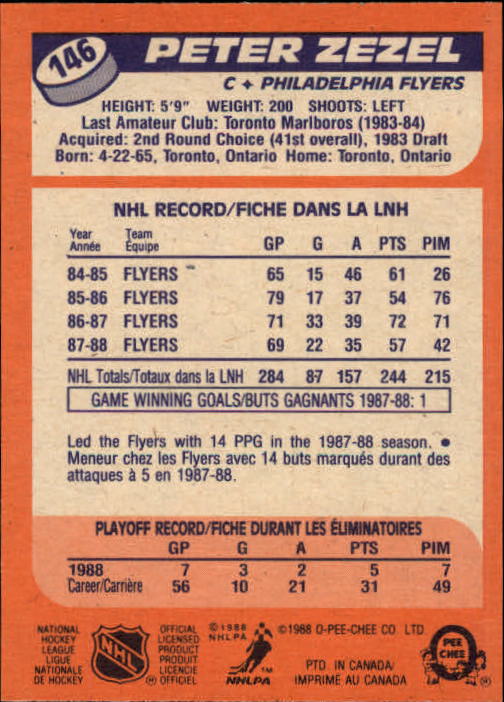 146
PETER ZEZEL
C ✦ PHILADELPHIA FLYERS
HEIGHT: 5'9" WEIGHT: 200 SHOOTS: LEFT
Last Amateur Club: Toronto Marlboros (1983-84)
Acquired: 2nd Round Choice (41st overall), 1983 Draft
Born: 4-22-65, Toronto, Ontario Home: Toronto, Ontario
NHL RECORD/FICHE DANS LA LNH
Year Team
Année Équipe GP G A PTS PIM
84-85 FLYERS 65 15 46 61 26
85-86 FLYERS 79 17 37 54 76
86-87 FLYERS 71 33 39 72 71
87-88 FLYERS 69 22 35 57 42
NHL Totals/Totaux dans la LNH 284 87 157 244 215
GAME WINNING GOALS/BUTS GAGNANTS 1987-88: 1
Led the Flyers with 14 PPG in the 1987-88 season. ●
Meneur chez les Flyers avec 14 buts marqués durant des
attaques à 5 en 1987-88.
PLAYOFF RECORD/FICHE DURANT LES ÉLIMINATOIRES
GP G A PTS PIM
1988 7 3 2 5 7
Career/Carrière 56 10 21 31 49
NATIONAL
HOCKEY
LEAGUE
LIGUE
NATIONALE
DE HOCKEY
NHL
®
OFFICIAL
LICENSED
PRODUCT
PRODUIT
LICENCIÉ
OFFICIEL
© 1988
NHLPA
™
NHLPA
© 1988 O-PEE-CHEE CO. LTD.
PTD. IN CANADA/
IMPRIMÉ AU CANADA
O
PEE
CHEE
®